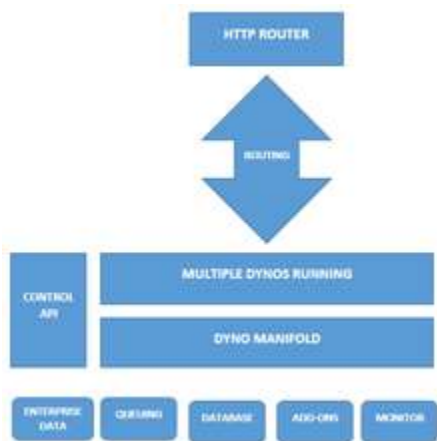 HTTP ROUTER
ROUTING
MULTIPLE DYNOS RUNNING
CONTROL
API
DYNO MANIFOLD
ENTERPRISE
DATA
QUEUING
DATABASE
ADD-ONS
MONITOR